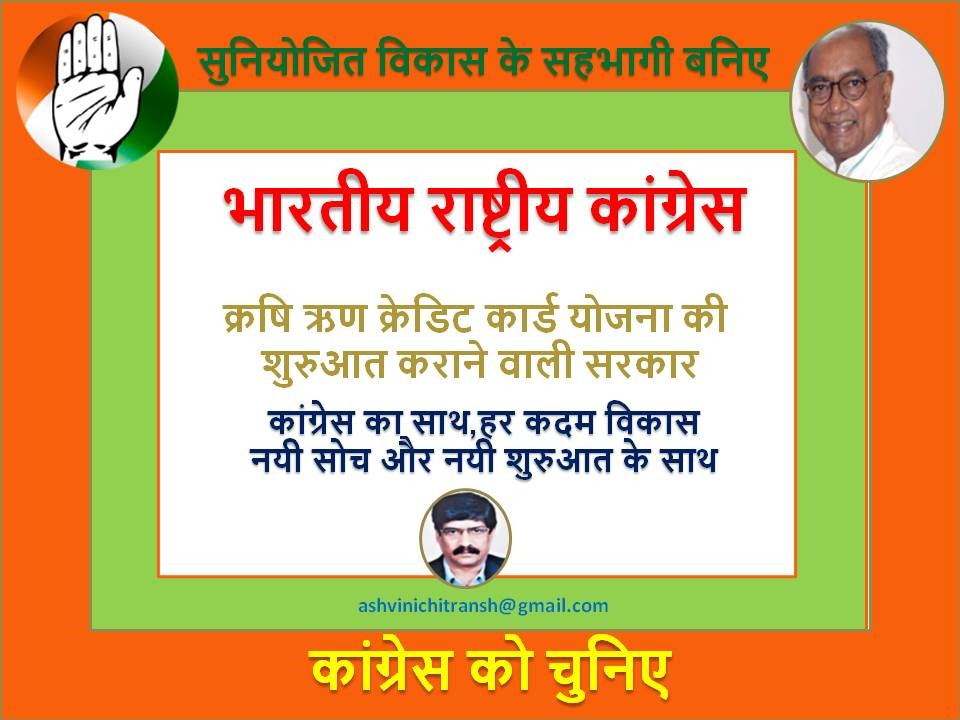 सुनियोजित विकास के सहभागी बनिए
भारतीय राष्ट्रीय कांग्रेस
क्रषि ऋण क्रेडिट कार्ड योजना की
शुरुआत कराने वाली सरकार
कांग्रेस का साथ,हर कदम विकास
नयी सोच और नयी शुरुआत के साथ
ashvinichitransh@gmail.com
कांग्रेस को चुनिए